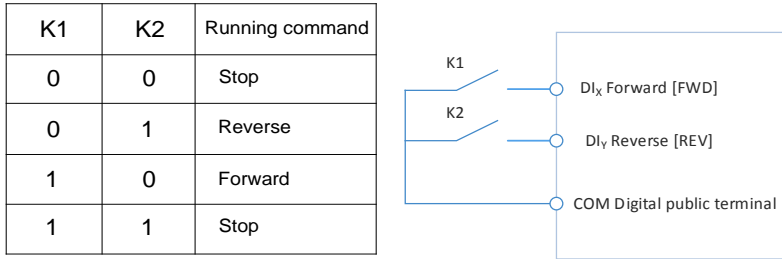 K1 K2 Running command
0 0 Stop
0 1 Reverse
1 0 Forward
1 1 Stop
K1
DIX Forward [FWD]
K2
DIY Reverse [REV]
COM Digital public terminal